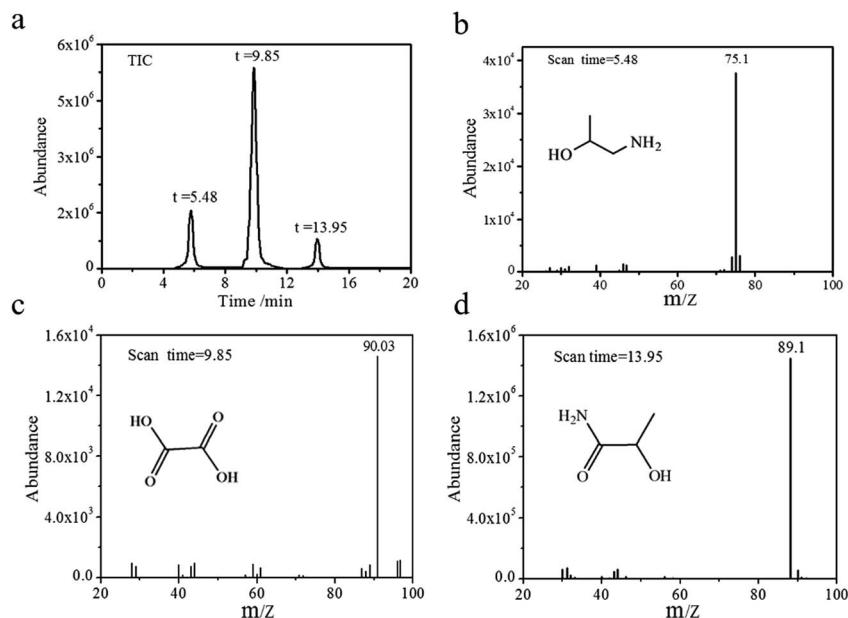 a
6x10⁶
5x10⁶
3x10⁶
2x10⁶
0
Abundance
TIC
t =9.85
t =5.48
t =13.95
0 4 8 12 16 20
Time /min
b
4x10⁴
3x10⁴
2x10⁴
1x10⁴
0
Abundance
Scan time=5.48
75.1
HO
NH₂
20 40 60 80 100
m/Z
c
1.6x10⁴
1.2x10⁴
8.0x10³
4.0x10³
0.0
Abundance
Scan time=9.85
90.03
HO
O
O
OH
20 40 60 80 100
m/Z
d
1.6x10⁶
1.2x10⁶
8.0x10⁵
4.0x10⁵
0.0
Abundance
Scan time=13.95
89.1
H₂N
O
OH
20 40 60 80 100
m/Z